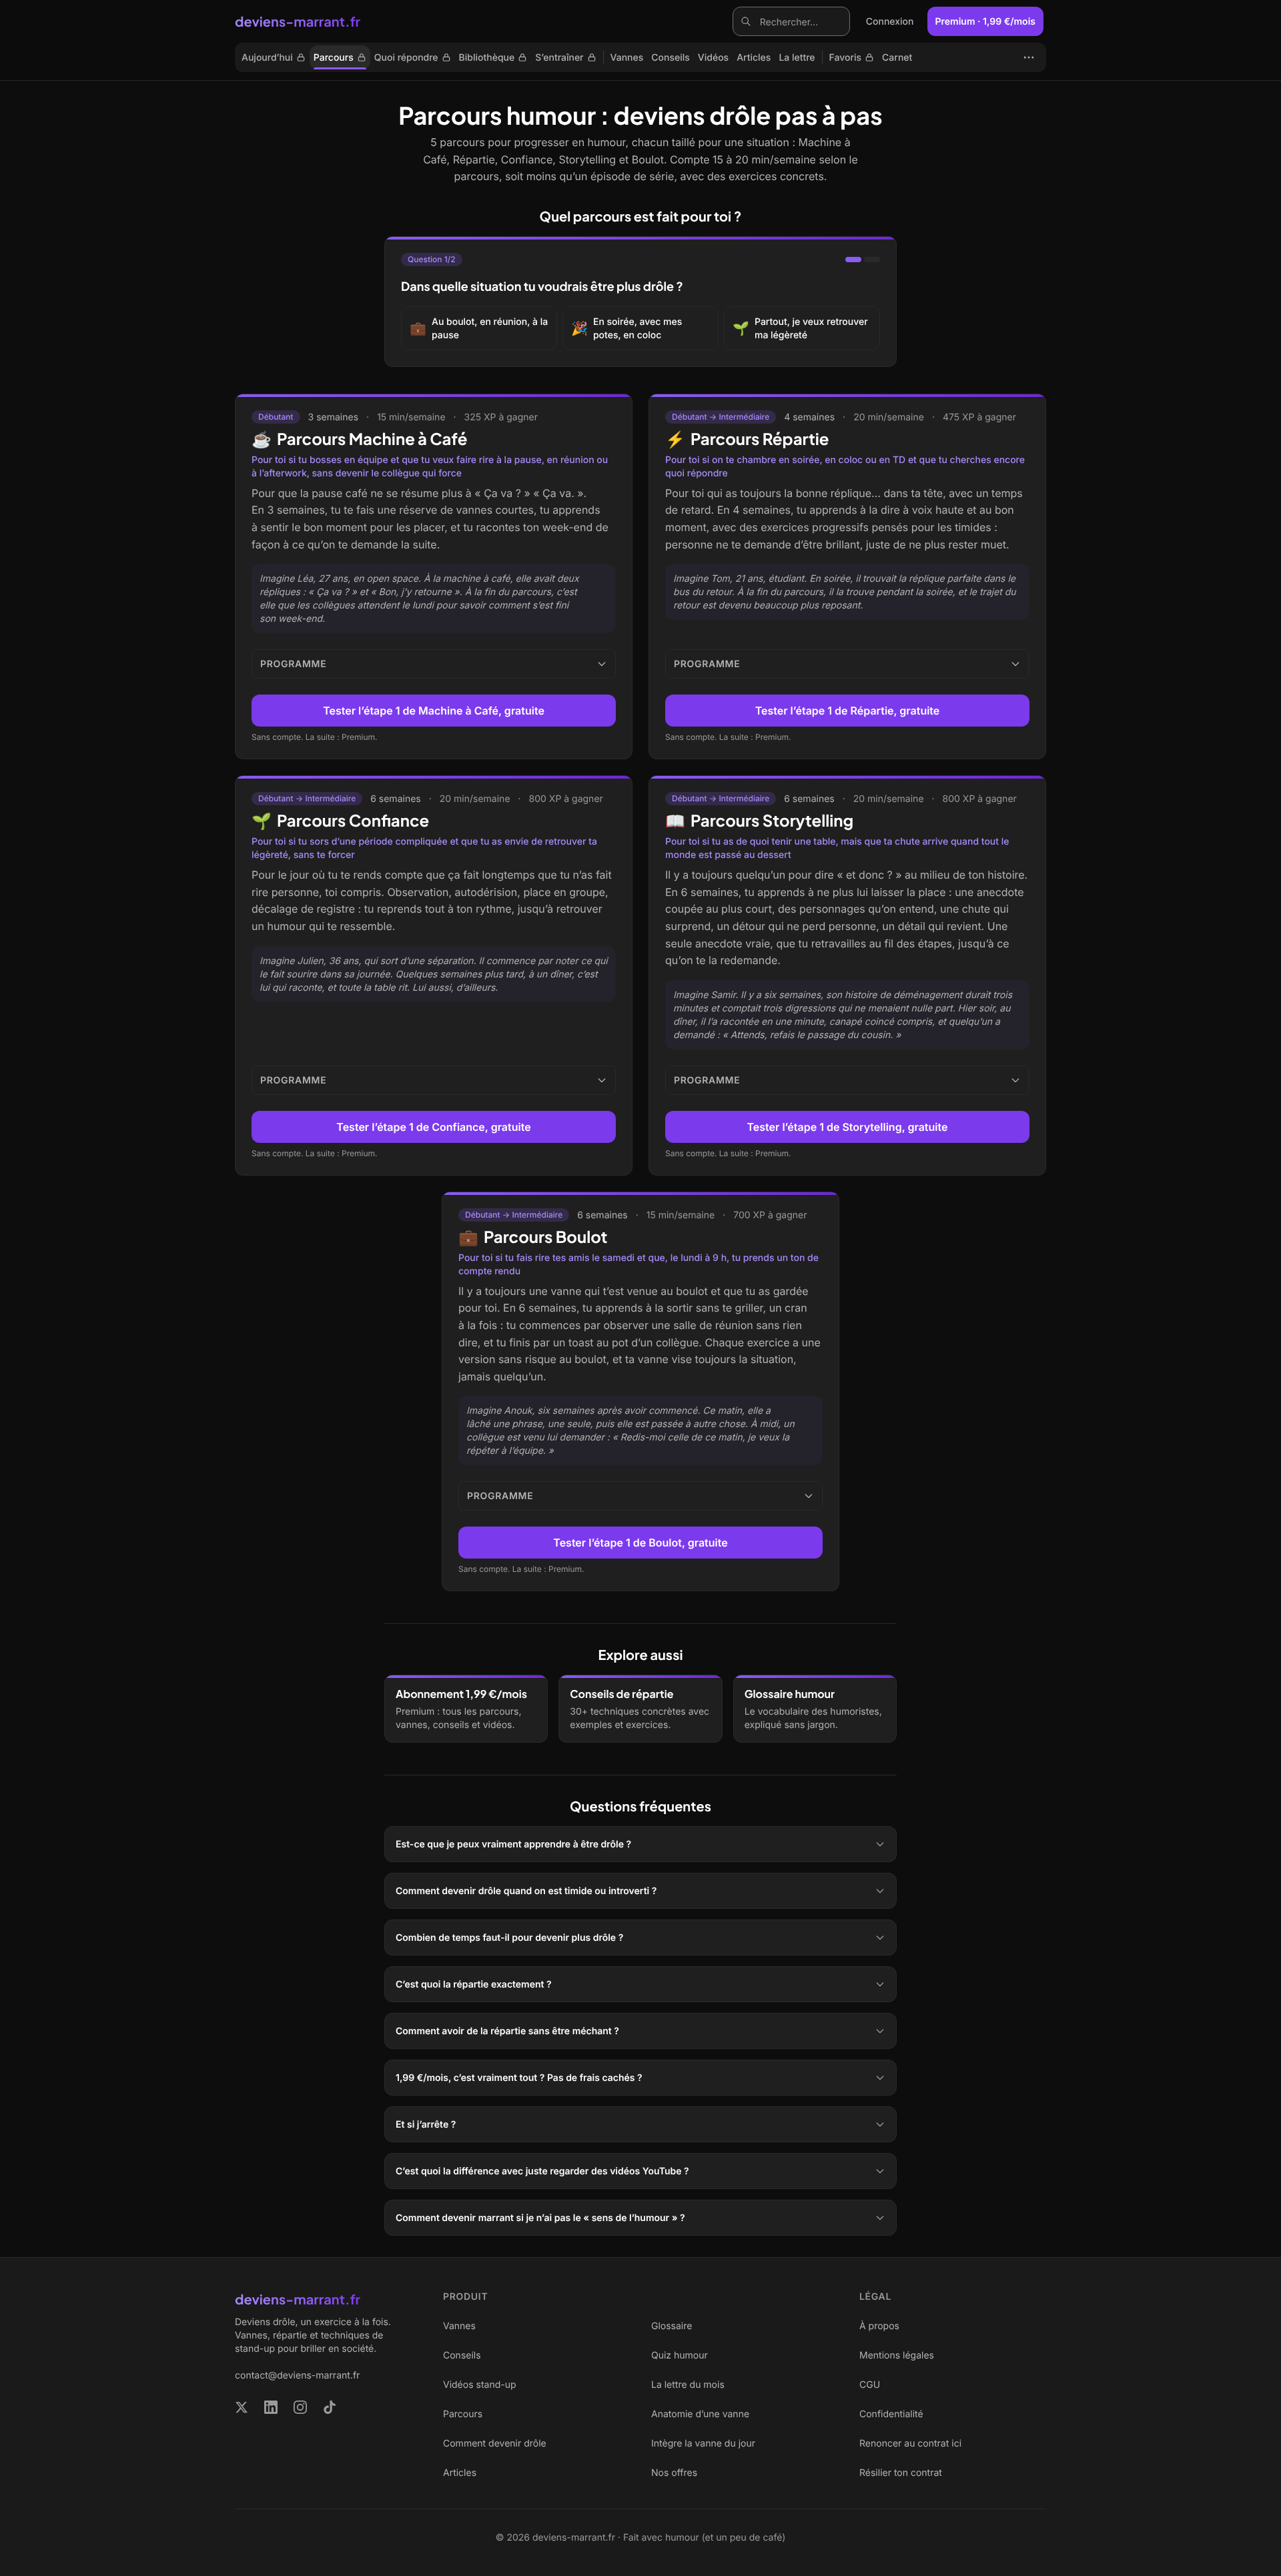 deviens-marrant.fr
Rechercher...
Connexion
Premium · 1,99 €/mois
Aujourd’hui
Parcours
Quoi répondre
Bibliothèque
S’entraîner
Vannes
Conseils
Vidéos
Articles
La lettre
Favoris
Carnet
Parcours humour : deviens drôle pas à pas
5 parcours pour progresser en humour, chacun taillé pour une situation : Machine à
Café, Répartie, Confiance, Storytelling et Boulot. Compte 15 à 20 min/semaine selon le
parcours, soit moins qu’un épisode de série, avec des exercices concrets.
Quel parcours est fait pour toi ?
Question 1/2
Dans quelle situation tu voudrais être plus drôle ?
Au boulot, en réunion, à la
pause
En soirée, avec mes
potes, en coloc
Partout, je veux retrouver
ma légèreté
Débutant 3 semaines · 15 min/semaine · 325 XP à gagner
Parcours Machine à Café
Pour toi si tu bosses en équipe et que tu veux faire rire à la pause, en réunion ou
à l’afterwork, sans devenir le collègue qui force
Pour que la pause café ne se résume plus à « Ça va ? » « Ça va. ».
En 3 semaines, tu te fais une réserve de vannes courtes, tu apprends
à sentir le bon moment pour les placer, et tu racontes ton week-end de
façon à ce qu’on te demande la suite.
Imagine Léa, 27 ans, en open space. À la machine à café, elle avait deux
répliques : « Ça va ? » et « Bon, j’y retourne ». À la fin du parcours, c’est
elle que les collègues attendent le lundi pour savoir comment s’est fini
son week-end.
PROGRAMME
Tester l’étape 1 de Machine à Café, gratuite
Sans compte. La suite : Premium.
Débutant → Intermédiaire 4 semaines · 20 min/semaine · 475 XP à gagner
Parcours Répartie
Pour toi si on te chambre en soirée, en coloc ou en TD et que tu cherches encore
quoi répondre
Pour toi qui as toujours la bonne réplique… dans ta tête, avec un temps
de retard. En 4 semaines, tu apprends à la dire à voix haute et au bon
moment, avec des exercices progressifs pensés pour les timides :
personne ne te demande d’être brillant, juste de ne plus rester muet.
Imagine Tom, 21 ans, étudiant. En soirée, il trouvait la réplique parfaite dans le
bus du retour. À la fin du parcours, il la trouve pendant la soirée, et le trajet du
retour est devenu beaucoup plus reposant.
PROGRAMME
Tester l’étape 1 de Répartie, gratuite
Sans compte. La suite : Premium.
Débutant → Intermédiaire 6 semaines · 20 min/semaine · 800 XP à gagner
Parcours Confiance
Pour toi si tu sors d’une période compliquée et que tu as envie de retrouver ta
légèreté, sans te forcer
Pour le jour où tu te rends compte que ça fait longtemps que tu n’as fait
rire personne, toi compris. Observation, autodérision, place en groupe,
décalage de registre : tu reprends tout à ton rythme, jusqu’à retrouver
un humour qui te ressemble.
Imagine Julien, 36 ans, qui sort d’une séparation. Il commence par noter ce qui
le fait sourire dans sa journée. Quelques semaines plus tard, à un dîner, c’est
lui qui raconte, et toute la table rit. Lui aussi, d’ailleurs.
PROGRAMME
Tester l’étape 1 de Confiance, gratuite
Sans compte. La suite : Premium.
Débutant → Intermédiaire 6 semaines · 20 min/semaine · 800 XP à gagner
Parcours Storytelling
Pour toi si tu as de quoi tenir une table, mais que ta chute arrive quand tout le
monde est passé au dessert
Il y a toujours quelqu’un pour dire « et donc ? » au milieu de ton histoire.
En 6 semaines, tu apprends à ne plus lui laisser la place : une anecdote
coupée au plus court, des personnages qu’on entend, une chute qui
surprend, un détour qui ne perd personne, un détail qui revient. Une
seule anecdote vraie, que tu retravailles au fil des étapes, jusqu’à ce
qu’on te la redemande.
Imagine Samir. Il y a six semaines, son histoire de déménagement durait trois
minutes et comptait trois digressions qui ne menaient nulle part. Hier soir, au
dîner, il l’a racontée en une minute, canapé coincé compris, et quelqu’un a
demandé : « Attends, refais le passage du cousin. »
PROGRAMME
Tester l’étape 1 de Storytelling, gratuite
Sans compte. La suite : Premium.
Débutant → Intermédiaire 6 semaines · 15 min/semaine · 700 XP à gagner
Parcours Boulot
Pour toi si tu fais rire tes amis le samedi et que, le lundi à 9 h, tu prends un ton de
compte rendu
Il y a toujours une vanne qui t’est venue au boulot et que tu as gardée
pour toi. En 6 semaines, tu apprends à la sortir sans te griller, un cran
à la fois : tu commences par observer une salle de réunion sans rien
dire, et tu finis par un toast au pot d’un collègue. Chaque exercice a une
version sans risque au boulot, et ta vanne vise toujours la situation,
jamais quelqu’un.
Imagine Anouk, six semaines après avoir commencé. Ce matin, elle a
lâché une phrase, une seule, puis elle est passée à autre chose. À midi, un
collègue est venu lui demander : « Redis-moi celle de ce matin, je veux la
répéter à l’équipe. »
PROGRAMME
Tester l’étape 1 de Boulot, gratuite
Sans compte. La suite : Premium.
Explore aussi
Abonnement 1,99 €/mois
Premium : tous les parcours,
vannes, conseils et vidéos.
Conseils de répartie
30+ techniques concrètes avec
exemples et exercices.
Glossaire humour
Le vocabulaire des humoristes,
expliqué sans jargon.
Questions fréquentes
Est-ce que je peux vraiment apprendre à être drôle ?
Comment devenir drôle quand on est timide ou introverti ?
Combien de temps faut-il pour devenir plus drôle ?
C’est quoi la répartie exactement ?
Comment avoir de la répartie sans être méchant ?
1,99 €/mois, c’est vraiment tout ? Pas de frais cachés ?
Et si j’arrête ?
C’est quoi la différence avec juste regarder des vidéos YouTube ?
Comment devenir marrant si je n’ai pas le « sens de l’humour » ?
deviens-marrant.fr
Deviens drôle, un exercice à la fois.
Vannes, répartie et techniques de
stand-up pour briller en société.
contact@deviens-marrant.fr
PRODUIT
Vannes
Conseils
Vidéos stand-up
Parcours
Comment devenir drôle
Articles
Glossaire
Quiz humour
La lettre du mois
Anatomie d’une vanne
Intègre la vanne du jour
Nos offres
LÉGAL
À propos
Mentions légales
CGU
Confidentialité
Renoncer au contrat ici
Résilier ton contrat
© 2026 deviens-marrant.fr · Fait avec humour (et un peu de café)